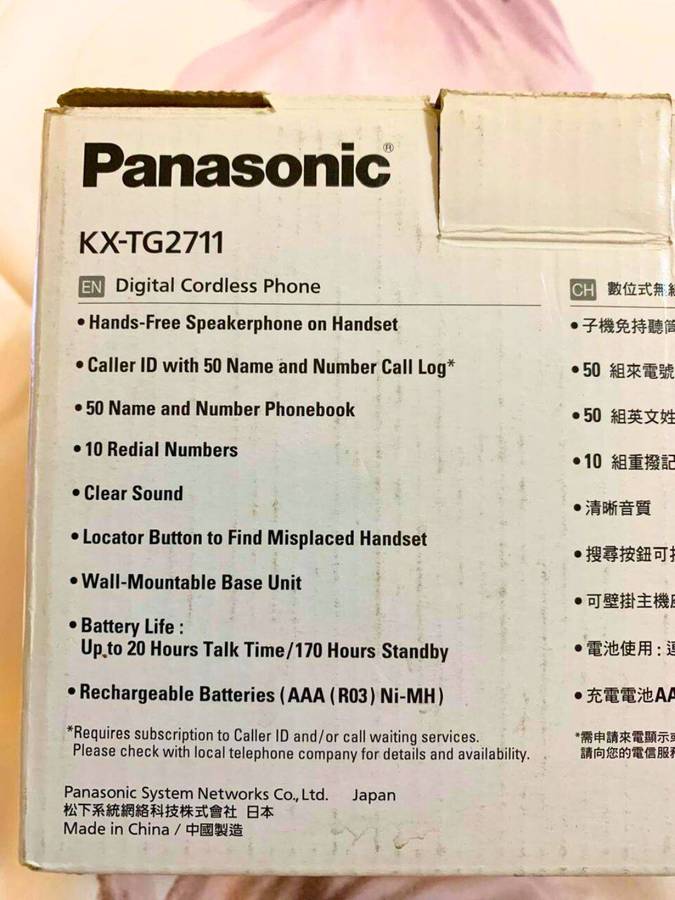 Panasonic®
KX-TG2711
EN Digital Cordless Phone
• Hands-Free Speakerphone on Handset
• Caller ID with 50 Name and Number Call Log*
• 50 Name and Number Phonebook
• 10 Redial Numbers
• Clear Sound
• Locator Button to Find Misplaced Handset
• Wall-Mountable Base Unit
• Battery Life :
Up to 20 Hours Talk Time/170 Hours Standby
• Rechargeable Batteries (AAA (R03) Ni-MH)
*Requires subscription to Caller ID and/or call waiting services.
Please check with local telephone company for details and availability.
Panasonic System Networks Co., Ltd. Japan
松下系統網絡科技株式會社 日本
Made in China / 中國製造
CH 數位式無
• 子機免持聽筒
• 50 組來電號
• 50 組英文姓
• 10 組重撥記
• 清晰音質
• 搜尋按鈕可
• 可壁掛主機
• 電池使用 :
• 充電電池AA
*需申請來電顯示
請向您的電信服